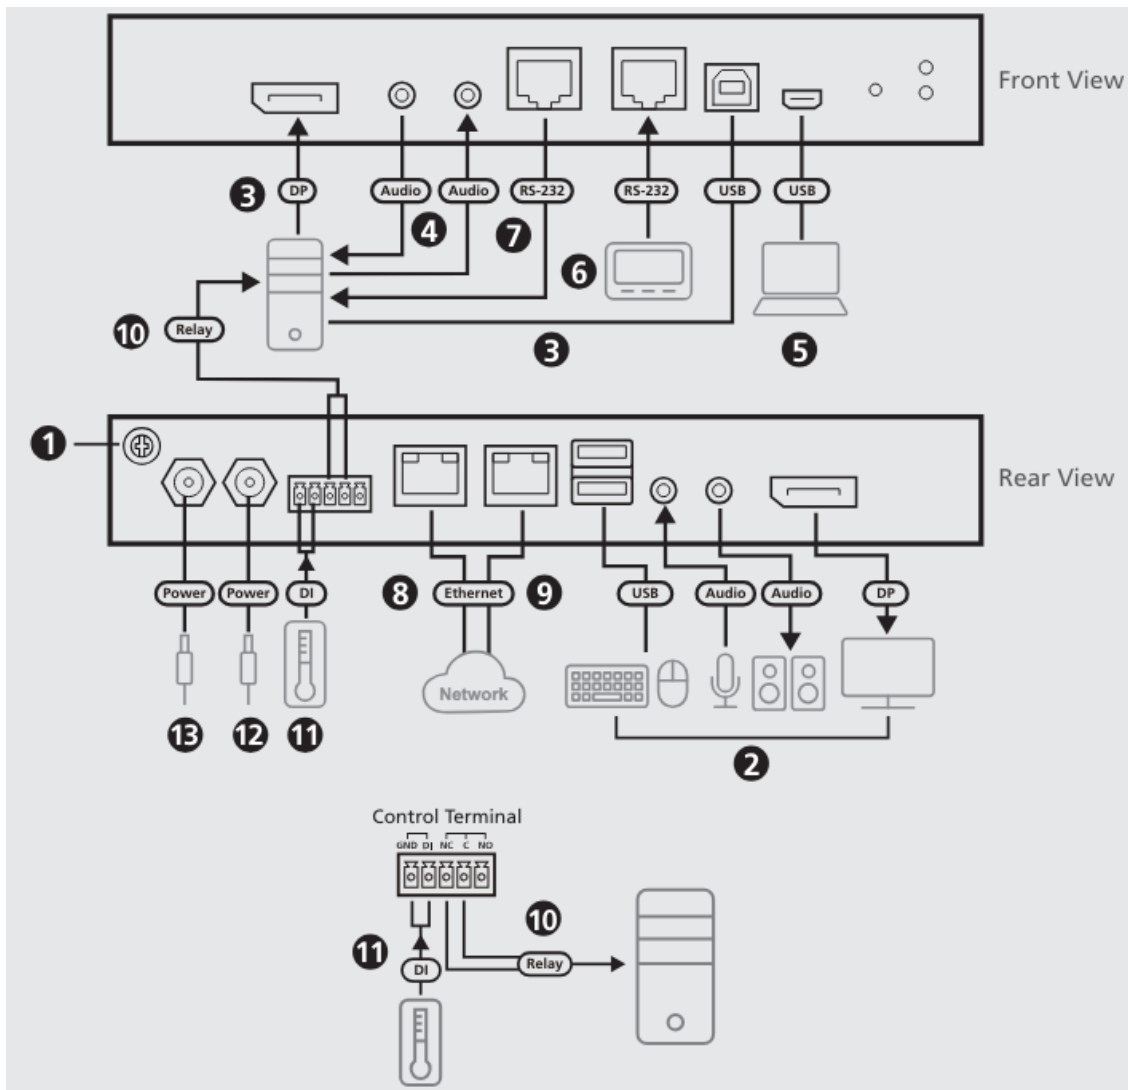 Front View
3
DP
Audio
Audio
RS-232
RS-232
USB
USB
4
7
6
10
Relay
3
5
1
Rear View
Power
Power
DI
8
Ethernet
9
USB
Audio
Audio
DP
Network
13
12
11
2
Control Terminal
GND DI NC C NO
10
11
DI
Relay